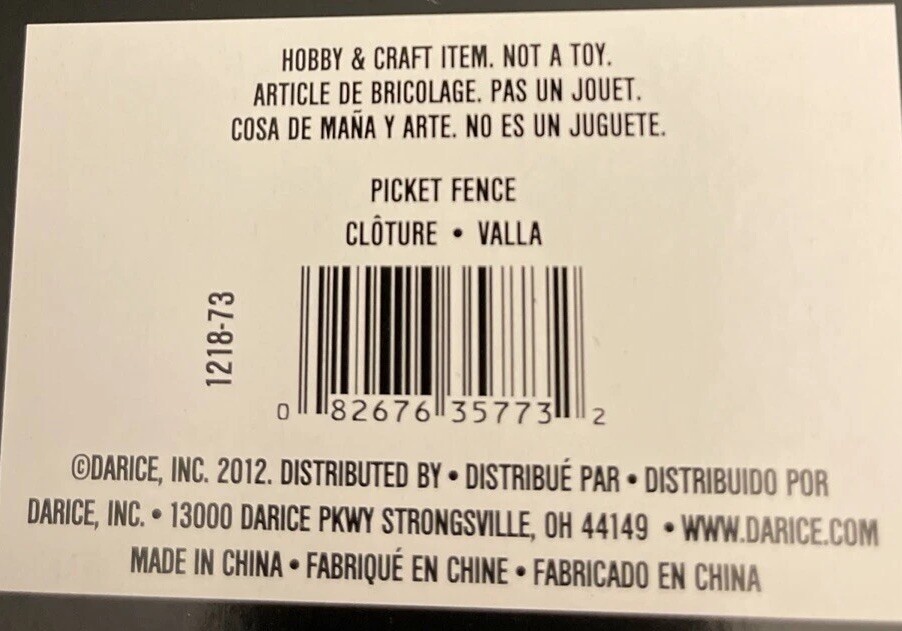 HOBBY & CRAFT ITEM. NOT A TOY.
ARTICLE DE BRICOLAGE. PAS UN JOUET.
COSA DE MAÑA Y ARTE. NO ES UN JUGUETE.
PICKET FENCE
CLÔTURE • VALLA
1218-73
0 82676 35773 2
©DARICE, INC. 2012. DISTRIBUTED BY • DISTRIBUÉ PAR • DISTRIBUIDO POR
DARICE, INC. • 13000 DARICE PKWY STRONGSVILLE, OH 44149 • WWW.DARICE.COM
MADE IN CHINA • FABRIQUÉ EN CHINE • FABRICADO EN CHINA